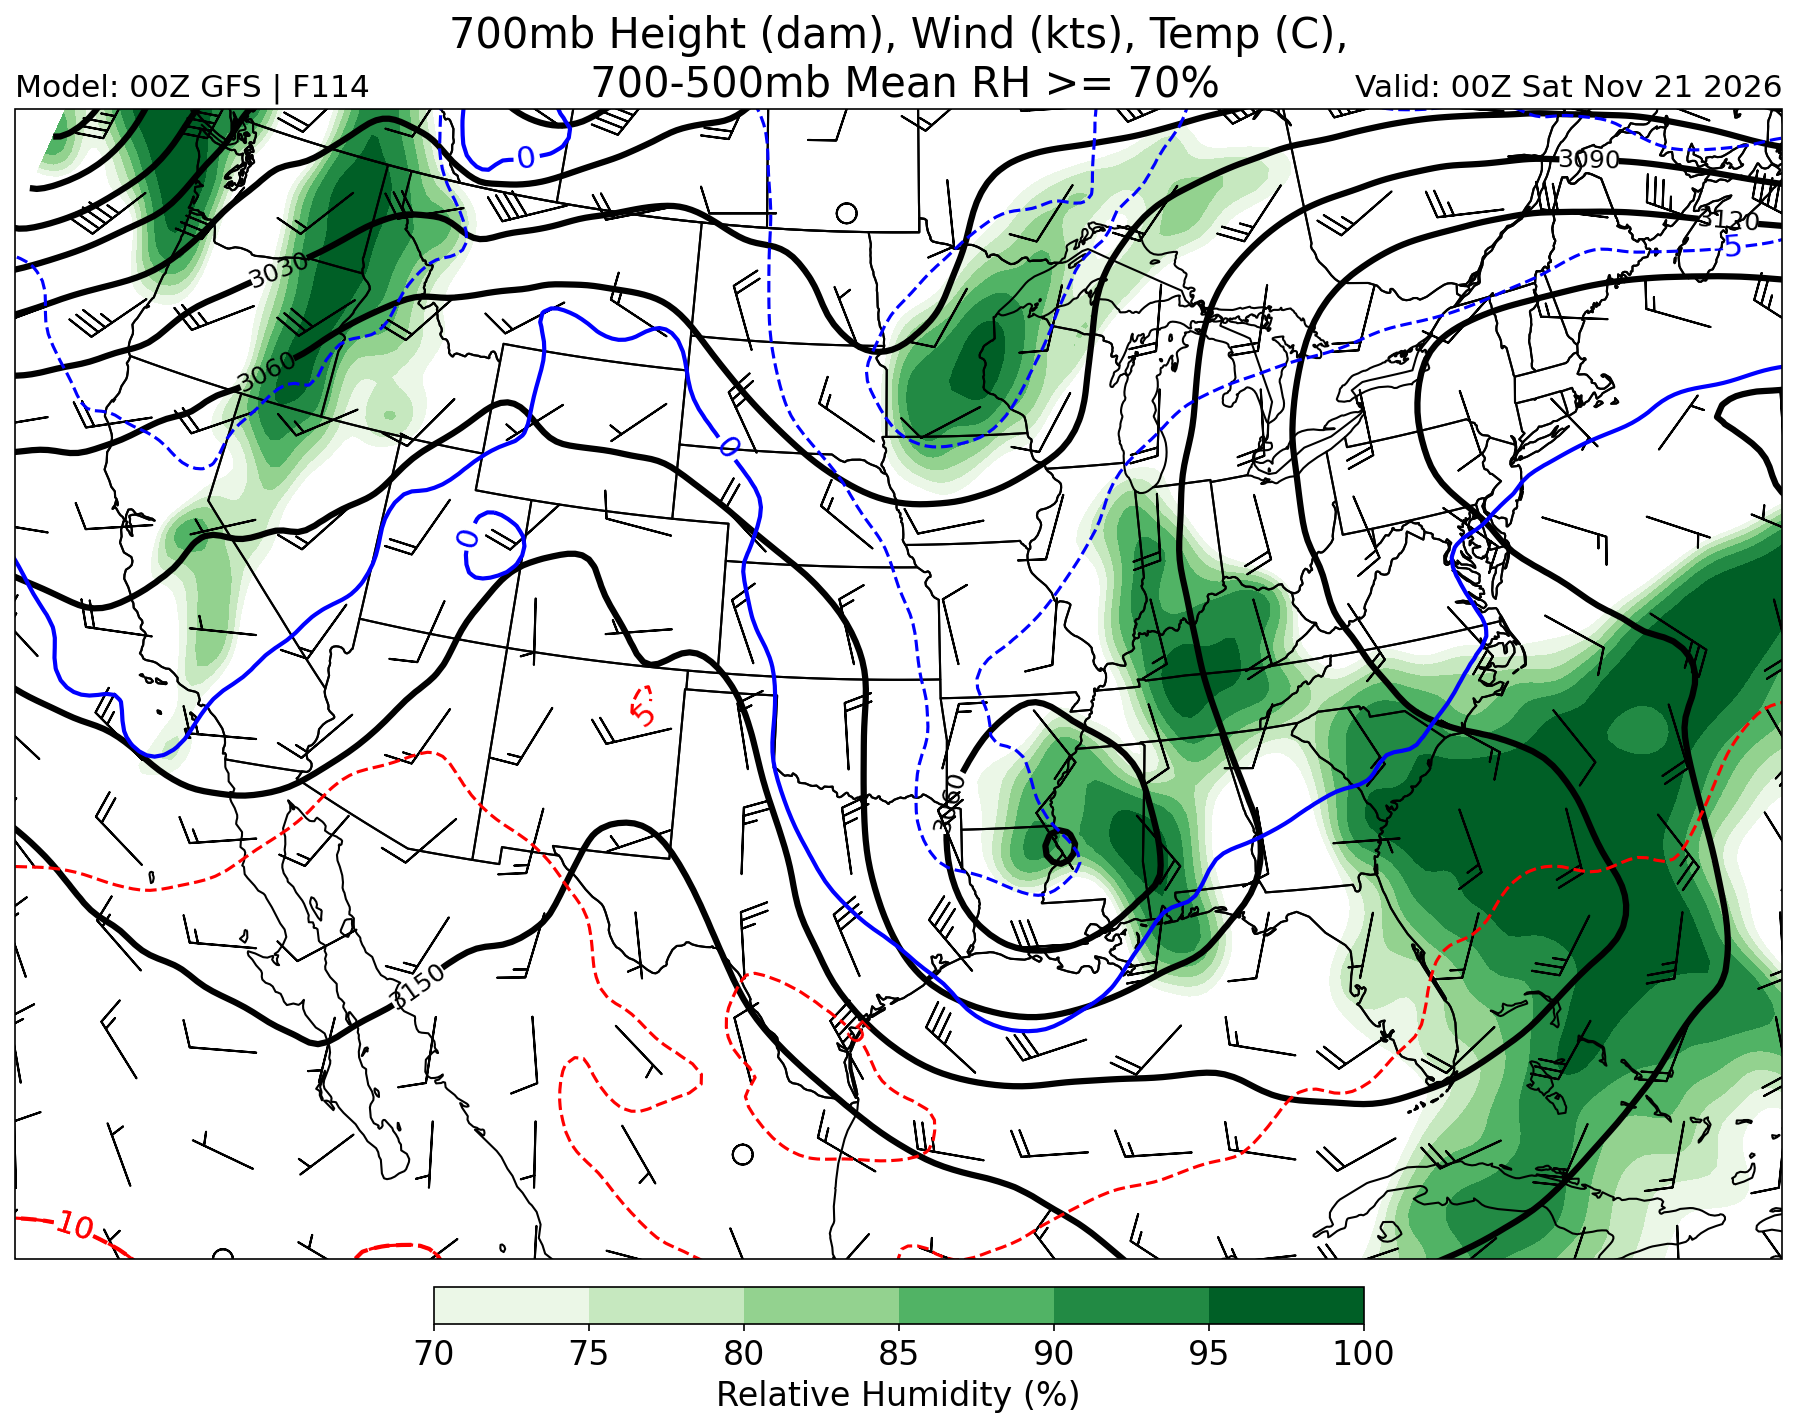 700mb Height (dam), Wind (kts), Temp (C),
700-500mb Mean RH >= 70%
Model: 00Z GFS | F114
Valid: 00Z Sat Nov 21 2026
0
3090
3120
5
3030
3060
0
0
5
3060
3150
10
70 75 80 85 90 95 100
Relative Humidity (%)